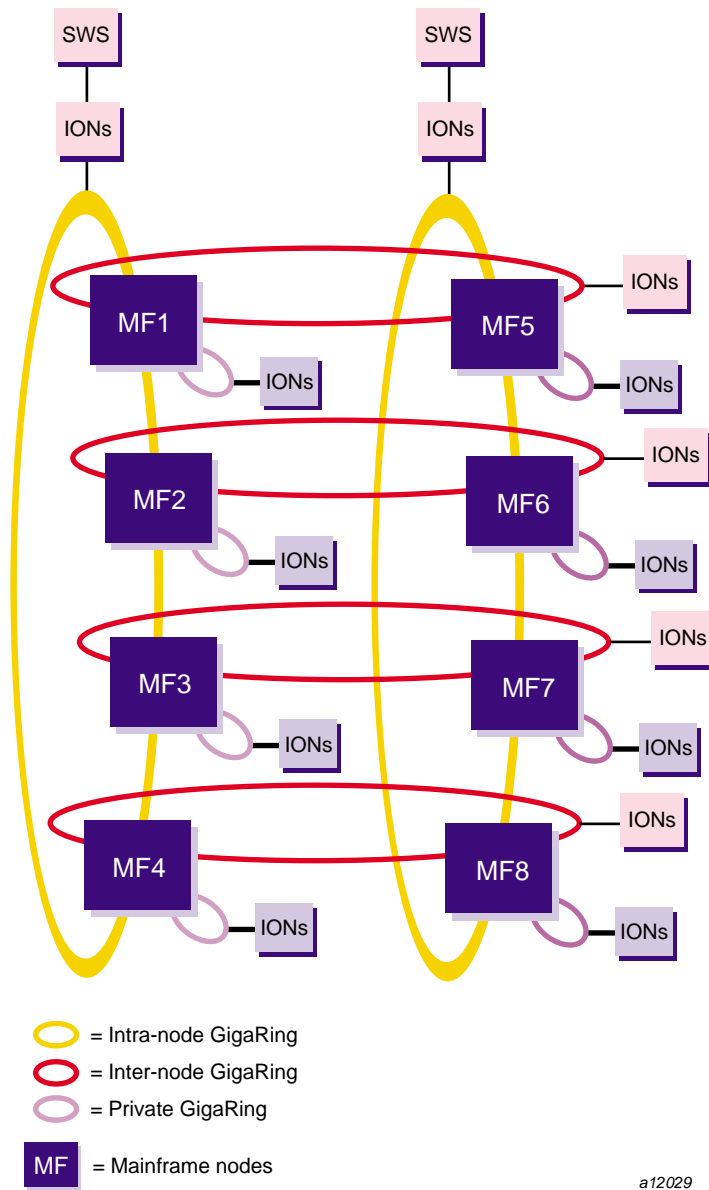 SWS
SWS
IONs
IONs
IONs
MF1
MF5
IONs
IONs
IONs
MF2
MF6
IONs
IONs
IONs
MF3
MF7
IONs
IONs
IONs
MF4
MF8
IONs
IONs
= Intra-node GigaRing
= Inter-node GigaRing
= Private GigaRing
MF = Mainframe nodes
a12029